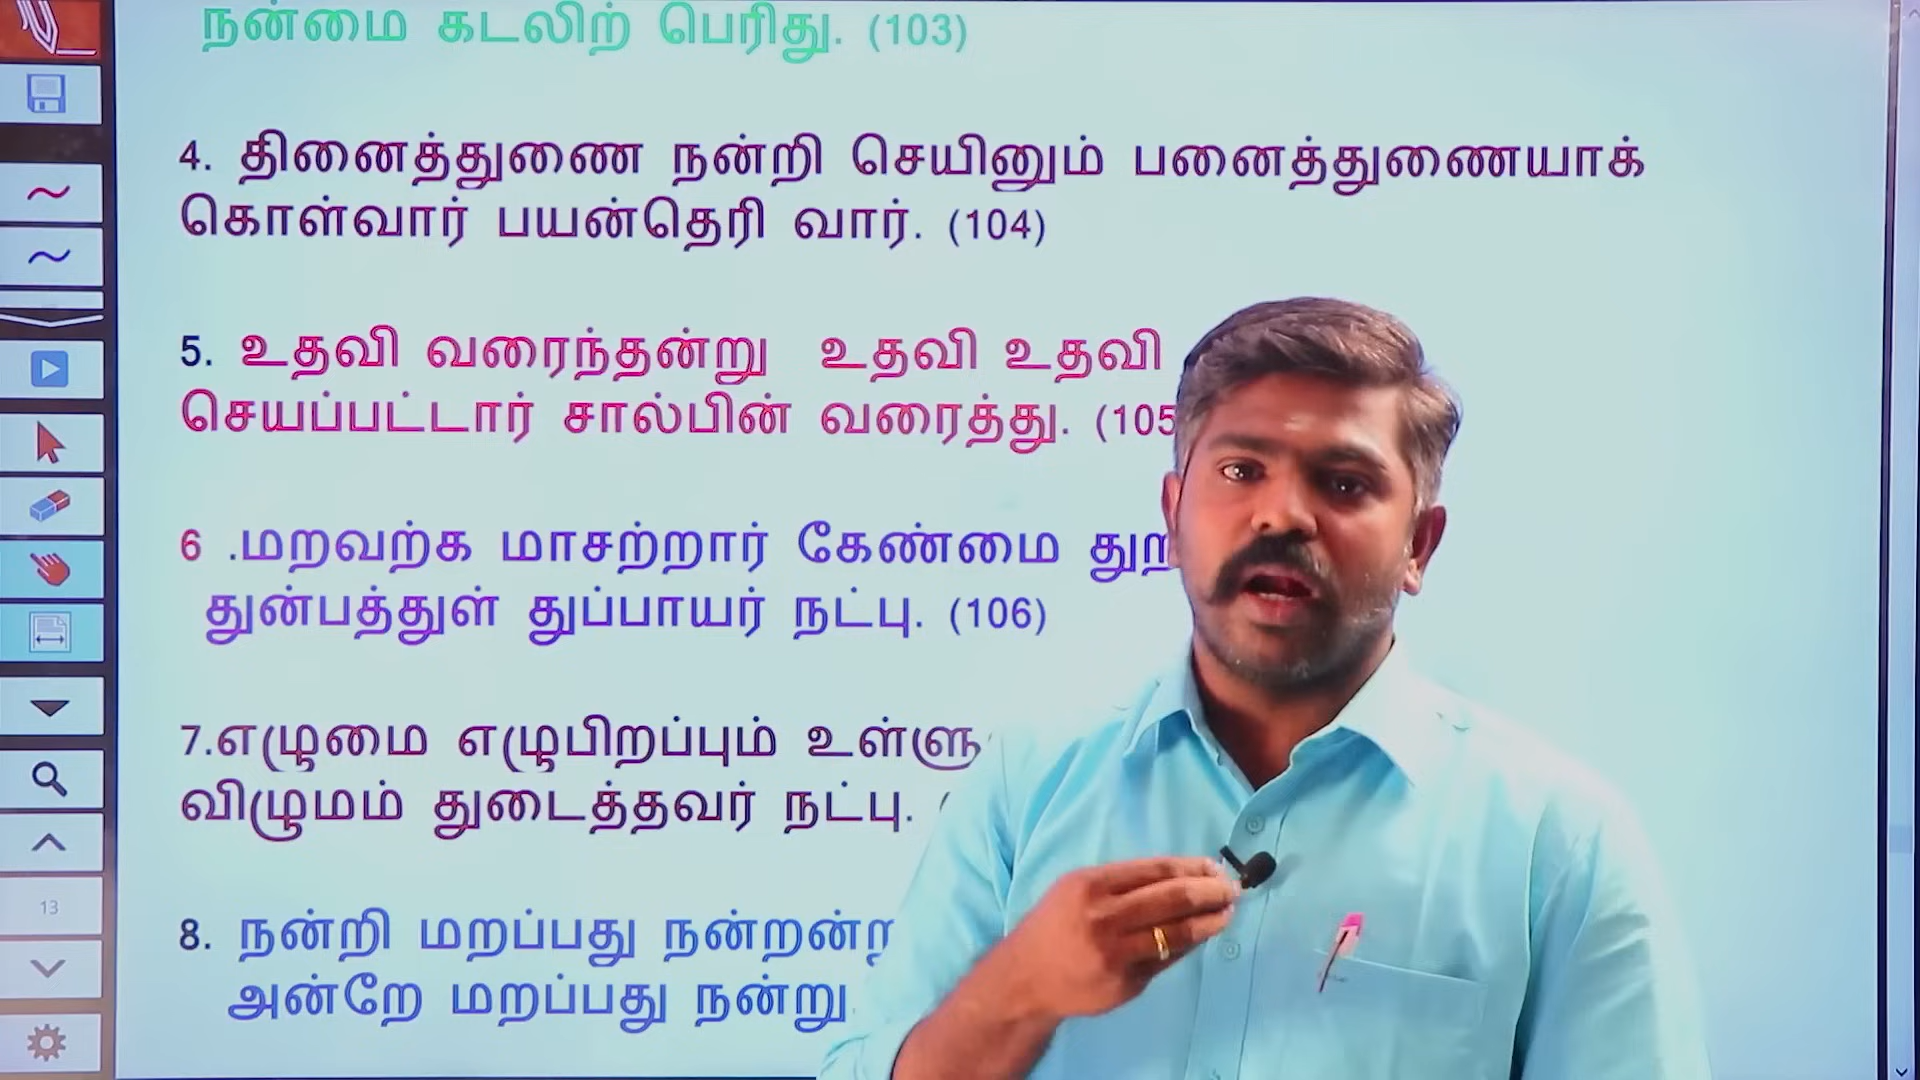 நன்மை கடலிற் பெரிது. (103)
4. தினைத்துணை நன்றி செயினும் பனைத்துணையாக்
கொள்வார் பயன்தெரி வார். (104)
5. உதவி வரைந்தன்று உதவி உதவி
செயப்பட்டார் சால்பின் வரைத்து. (105
6 .மறவற்க மாசற்றார் கேண்மை
துன்பத்துள் துப்பாயர் நட்பு. (106)
7.எழுமை எழுபிறப்பும்
விழுமம் துடைத்தவர் நட்பு.
8. நன்றி மறப்பது
அன்றே மறப்பது நன்று
13